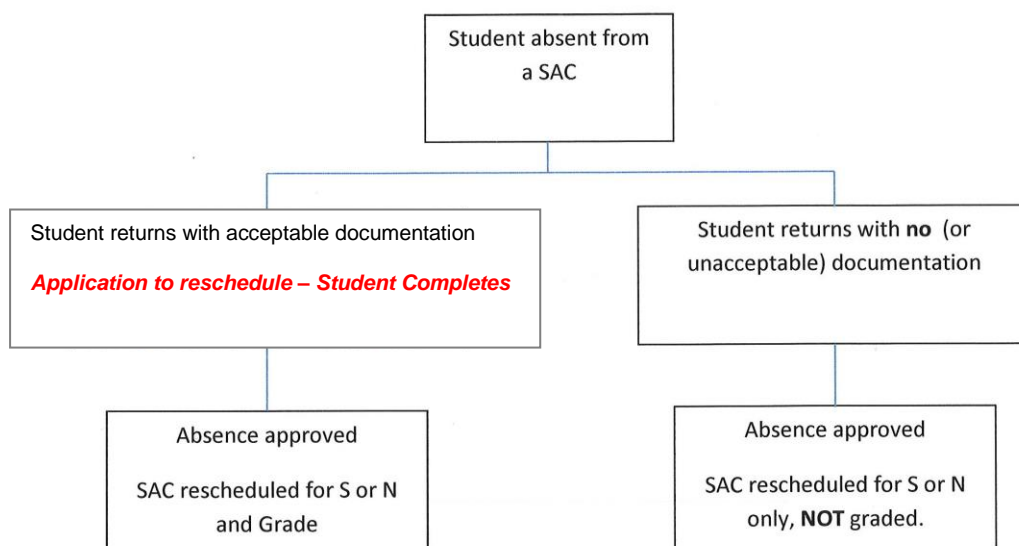 Student absent from
a SAC
Student returns with acceptable documentation
Application to reschedule – Student Completes
Student returns with no (or
unacceptable) documentation
Absence approved
SAC rescheduled for S or N
and Grade
Absence approved
SAC rescheduled for S or N
only, NOT graded.